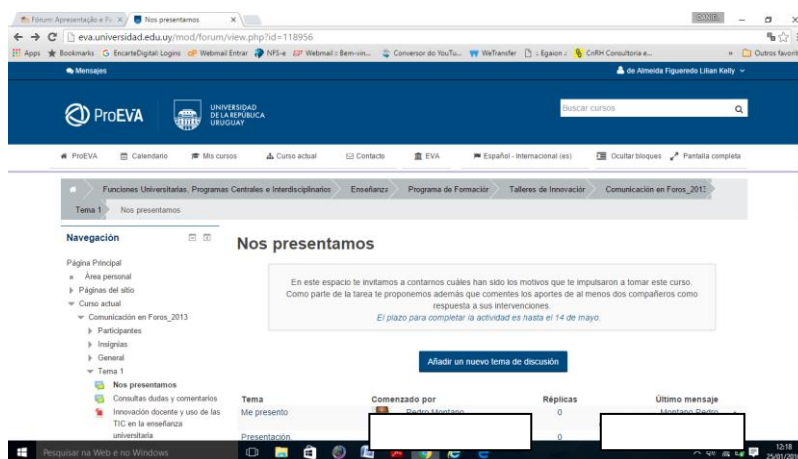 Fórum: Apresentação e Fó
Nos presentamos
DANIEL
eva.universidad.edu.uy/mod/forum/view.php?id=118956
Apps Bookmarks EncarteDigital: Logins Webmail Entrar NFS-e Webmail :: Bem-vin... Conversor do YouTu... WeTransfer CnRH Consultoria e... » Outros favorit
Mensajes
de Almeida Figueredo Lilian Kelly
ProEVA
UNIVERSIDAD
DE LA REPÚBLICA
URUGUAY
Buscar cursos
ProEVA Calendario Mis cursos Curso actual Contacto EVA Español - Internacional (es) Ocultar bloques Pantalla completa
Funciones Universitarias, Programas Centrales e Interdisciplinarios Enseñanza Programa de Formación Talleres de Innovación Comunicación en Foros_2013
Tema 1 Nos presentamos
Navegación
Página Principal
Área personal
Páginas del sitio
Curso actual
Comunicación en Foros_2013
Participantes
Insignias
General
Tema 1
Nos presentamos
Consultas dudas y comentarios
Innovación docente y uso de las
TIC en la enseñanza
universitaria
Nos presentamos
En este espacio te invitamos a contarnos cuáles han sido los motivos que te impulsaron a tomar este curso.
Como parte de la tarea te proponemos además que comentes los aportes de al menos dos compañeros como
respuesta a sus intervenciones.
El plazo para completar la actividad es hasta el 14 de mayo.
Añadir un nuevo tema de discusión
Tema Comenzado por Réplicas Último mensaje
Me presento Pedro Montano 0 Montano Pedro
Presentación. 0
Pesquisar na Web e no Windows
12:18